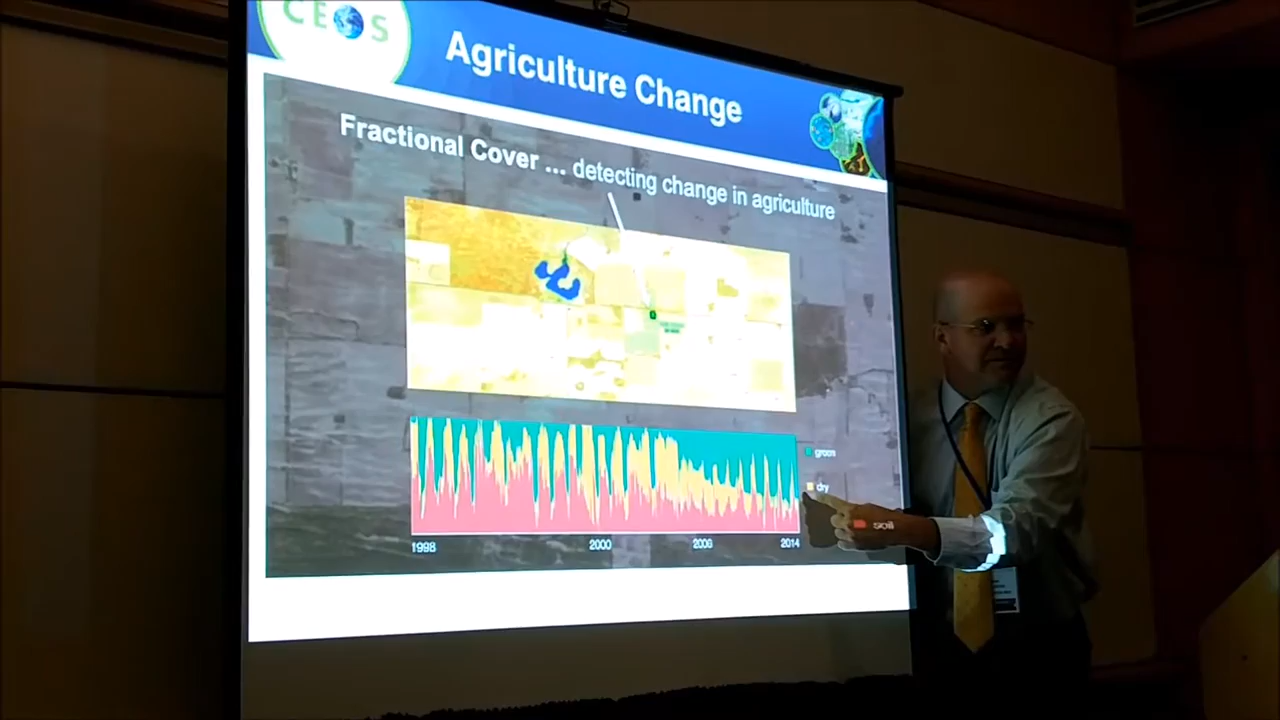 CEOS
Agriculture Change
Fractional Cover ... detecting change in agriculture
green
dry
soil
1998
2000
2006
2014